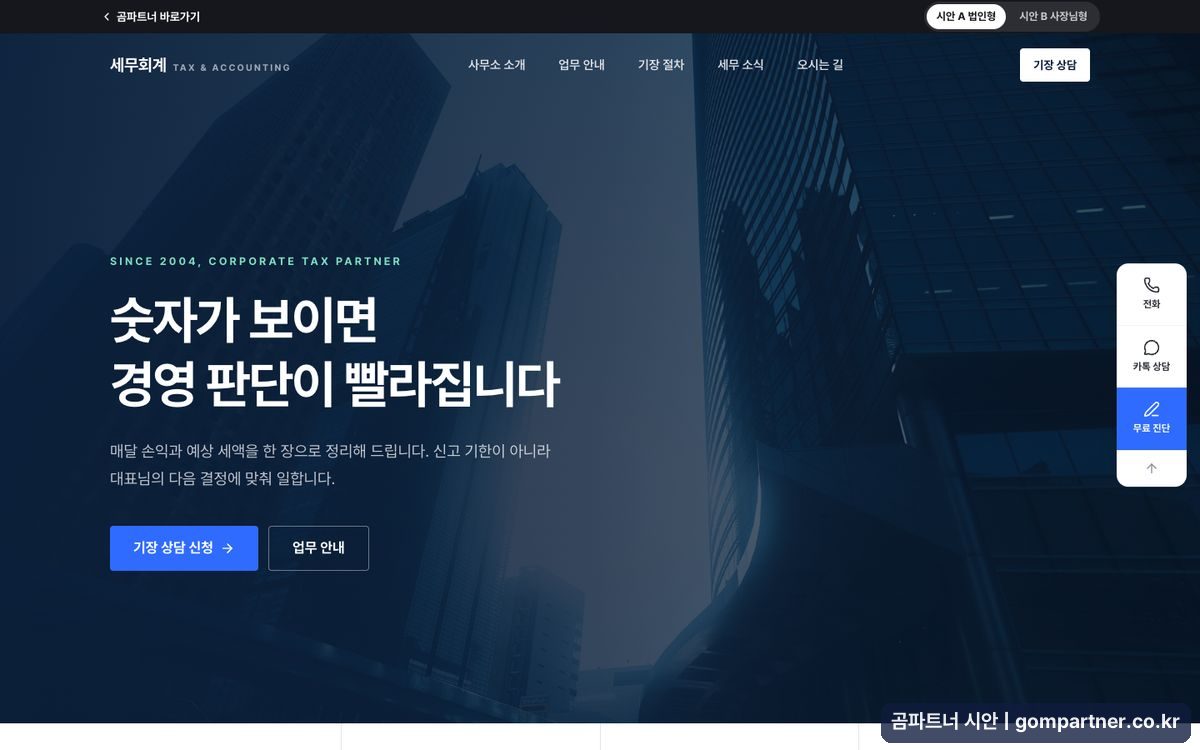 곰파트너 바로가기
시안 A 법인형
시안 B 사장님형
세무회계 TAX & ACCOUNTING
사무소 소개
업무 안내
기장 절차
세무 소식
오시는 길
기장 상담
SINCE 2004, CORPORATE TAX PARTNER
숫자가 보이면
경영 판단이 빨라집니다
매달 손익과 예상 세액을 한 장으로 정리해 드립니다. 신고 기한이 아니라
대표님의 다음 결정에 맞춰 일합니다.
기장 상담 신청
업무 안내
전화
카톡 상담
무료 진단
곰파트너 시안 | gompartner.co.kr